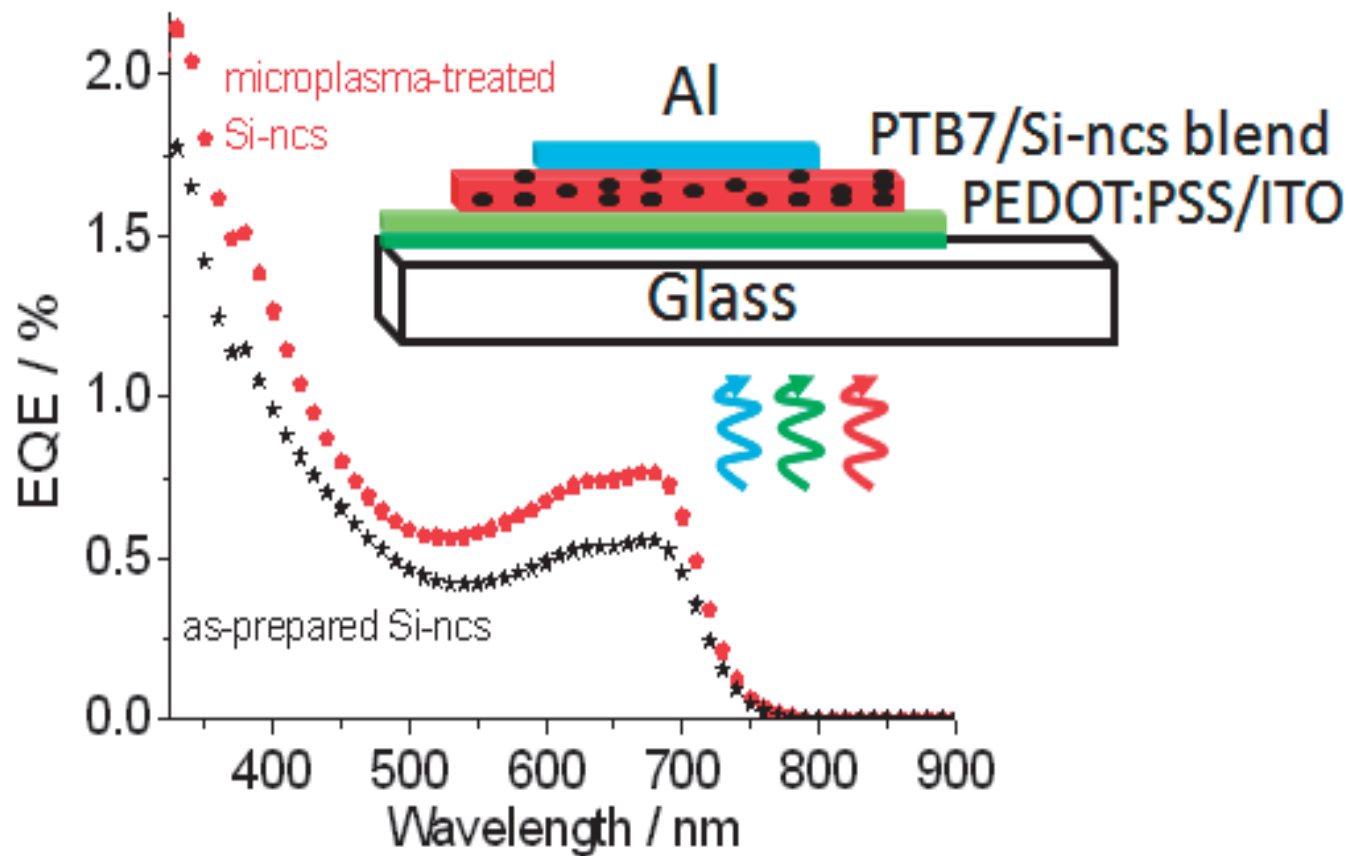 2.0
1.5
1.0
0.5
0.0
EQE / %
400 500 600 700 800 900
Wavelength / nm
microplasma-treated
Si-ncs
as-prepared Si-ncs
Al
PTB7/Si-ncs blend
PEDOT:PSS/ITO
Glass